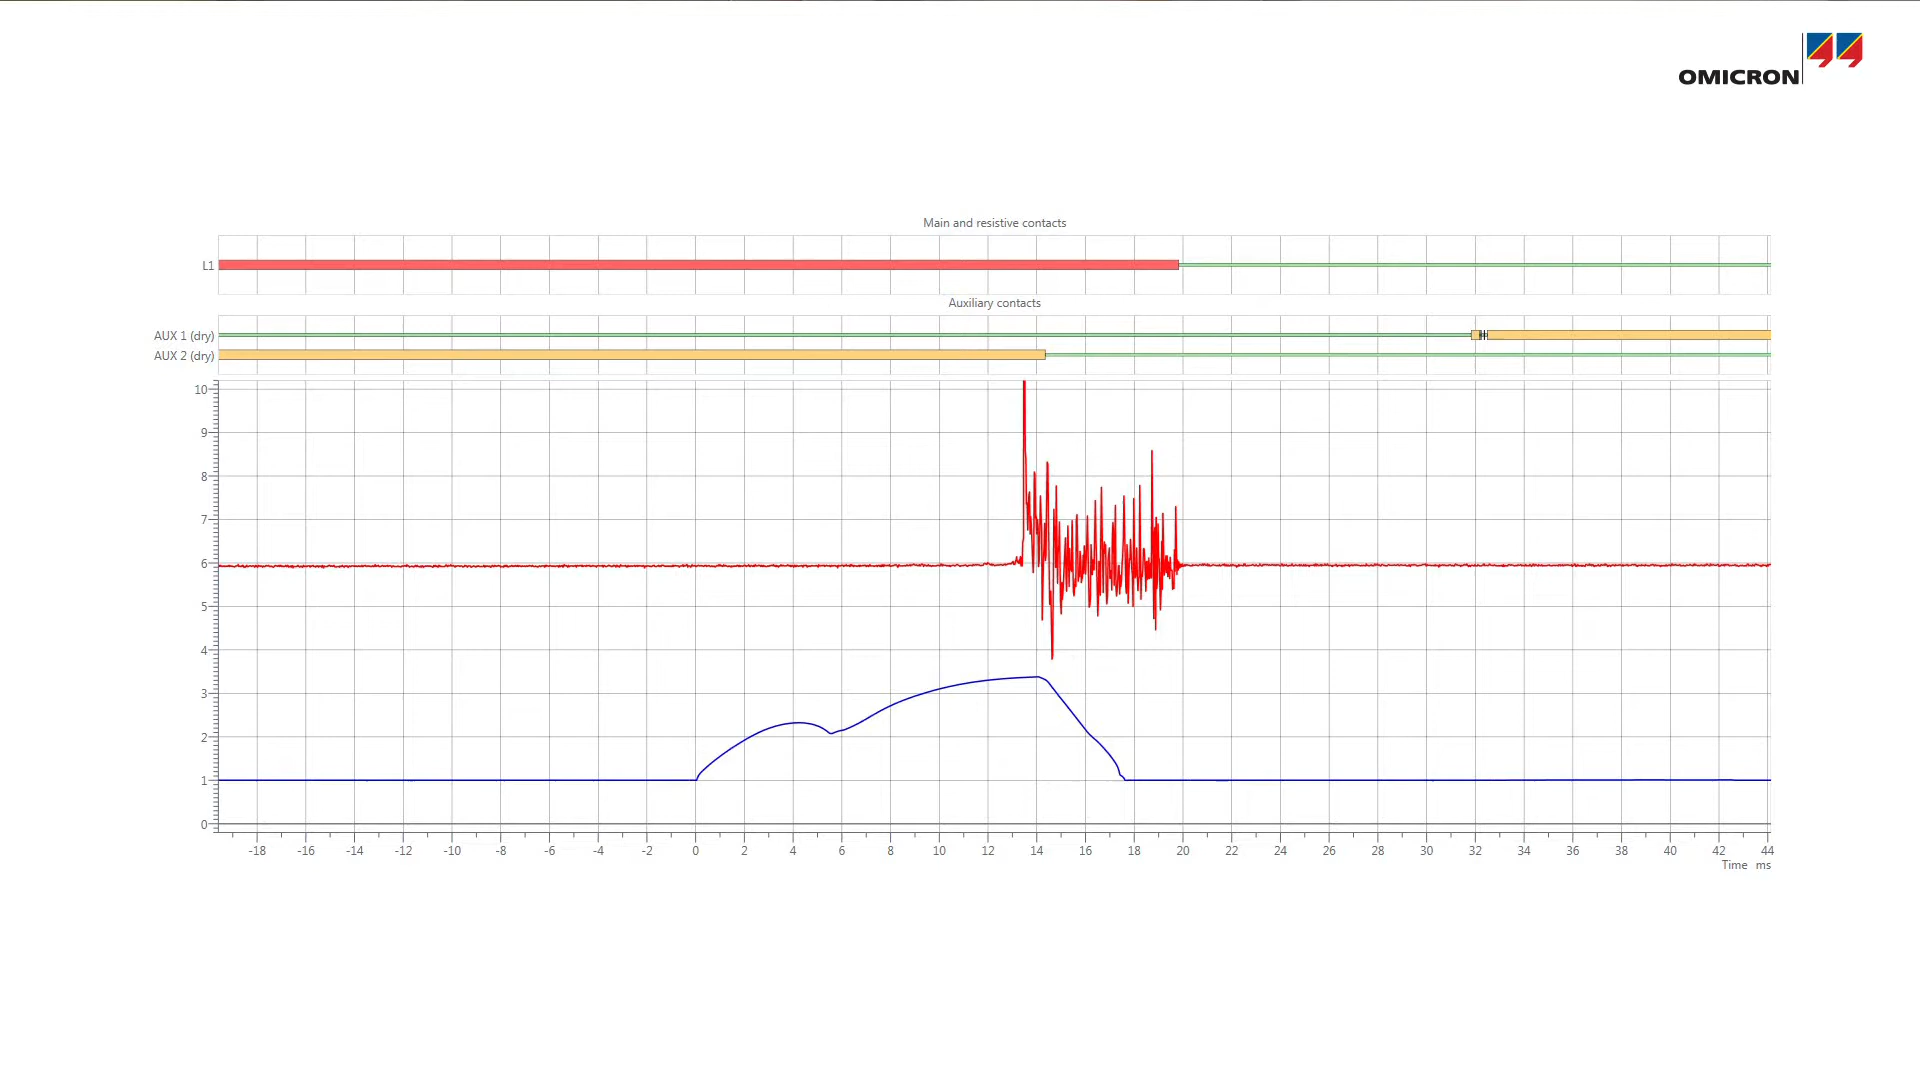 OMICRON
Main and resistive contacts
L1
Auxiliary contacts
AUX 1 (dry)
AUX 2 (dry)
10
9
8
7
6
5
4
3
2
1
0
-18 -16 -14 -12 -10 -8 -6 -4 -2 0 2 4 6 8 10 12 14 16 18 20 22 24 26 28 30 32 34 36 38 40 42 44
Time ms